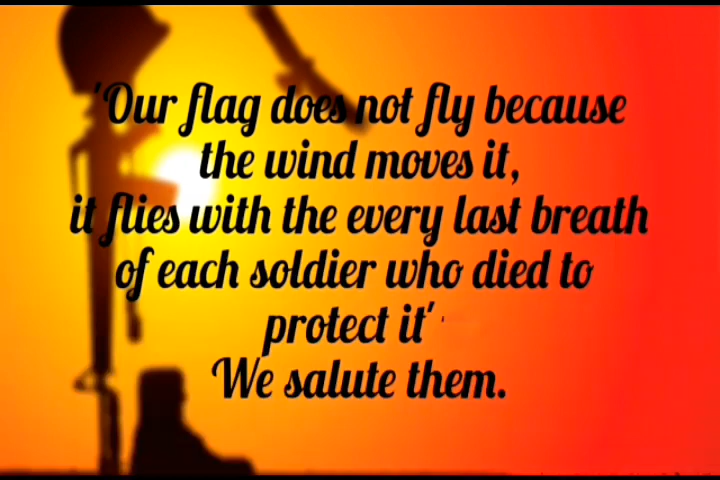 'Our flag does not fly because
the wind moves it,
it flies with the every last breath
of each soldier who died to
protect it'
We salute them.